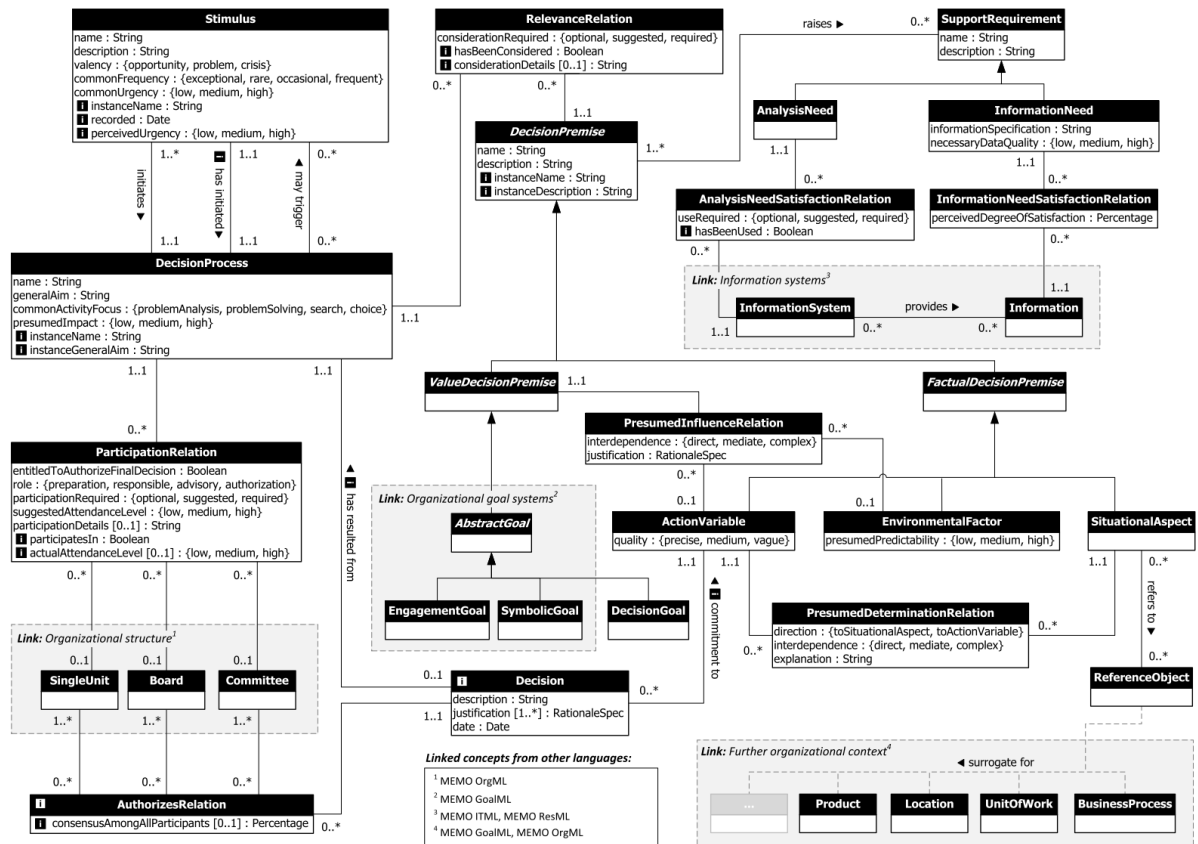 Stimulus
name : String
description : String
valency : {opportunity, problem, crisis}
commonFrequency : {exceptional, rare, occasional, frequent}
commonUrgency : {low, medium, high}
i instanceName : String
i recorded : Date
i perceivedUrgency : {low, medium, high}
1..*
1..1
0..*
initiates ▶
i has initiated ▶
◀ may trigger
1..1
1..1
0..*
RelevanceRelation
considerationRequired : {optional, suggested, required}
i hasBeenConsidered : Boolean
i considerationDetails [0..1] : String
0..*
0..*
1..1
raises ▶
0..*
1..*
SupportRequirement
name : String
description : String
DecisionPremise
name : String
description : String
i instanceName : String
i instanceDescription : String
AnalysisNeed
1..1
0..*
InformationNeed
informationSpecification : String
necessaryDataQuality : {low, medium, high}
1..1
0..*
AnalysisNeedSatisfactionRelation
useRequired : {optional, suggested, required}
i hasBeenUsed : Boolean
0..*
InformationNeedSatisfactionRelation
perceivedDegreeOfSatisfaction : Percentage
0..*
Link: Information systems3
1..1
InformationSystem
provides ▶
Information
1..1
0..*
0..*
DecisionProcess
name : String
generalAim : String
commonActivityFocus : {problemAnalysis, problemSolving, search, choice}
presumedImpact : {low, medium, high}
i instanceName : String
i instanceGeneralAim : String
1..1
1..1
1..1
0..*
ValueDecisionPremise
1..1
FactualDecisionPremise
PresumedInfluenceRelation
interdependence : {direct, mediate, complex}
justification : RationaleSpec
0..*
0..*
0..1
0..1
ParticipationRelation
entitledToAuthorizeFinalDecision : Boolean
role : {preparation, responsible, advisory, authorization}
participationRequired : {optional, suggested, required}
suggestedAttendanceLevel : {low, medium, high}
participationDetails [0..1] : String
i participatesIn : Boolean
i actualAttendanceLevel [0..1] : {low, medium, high}
0..*
0..*
0..*
◀ i has resulted from
Link: Organizational goal systems2
AbstractGoal
EngagementGoal
SymbolicGoal
DecisionGoal
ActionVariable
quality : {precise, medium, vague}
1..1
1..1
EnvironmentalFactor
presumedPredictability : {low, medium, high}
SituationalAspect
1..1
0..*
◀ i commitment to
refers to ▶
PresumedDeterminationRelation
direction : {toSituationalAspect, toActionVariable}
interdependence : {direct, mediate, complex}
explanation : String
0..*
0..*
0..*
ReferenceObject
Link: Organizational structure1
0..1
0..1
0..1
SingleUnit
Board
Committee
1..*
1..*
1..*
0..*
0..*
0..*
0..1
1..1
i Decision
description : String
justification [1..*] : RationaleSpec
date : Date
0..*
i AuthorizesRelation
i consensusAmongAllParticipants [0..1] : Percentage
0..*
Linked concepts from other languages:
1 MEMO OrgML
2 MEMO GoalML
3 MEMO ITML, MEMO ResML
4 MEMO GoalML, MEMO OrgML
Link: Further organizational context4
◀ surrogate for
...
Product
Location
UnitOfWork
BusinessProcess